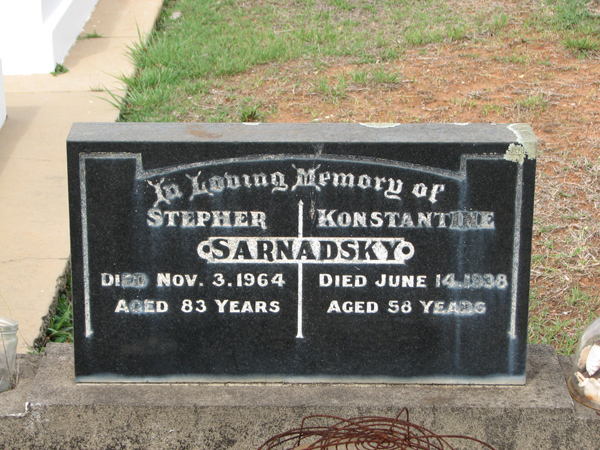 In Loving Memory of
STEPHER KONSTANTINE
SARNADSKY
DIED NOV. 3. 1964 DIED JUNE 14. 1938
AGED 83 YEARS AGED 58 YEARS